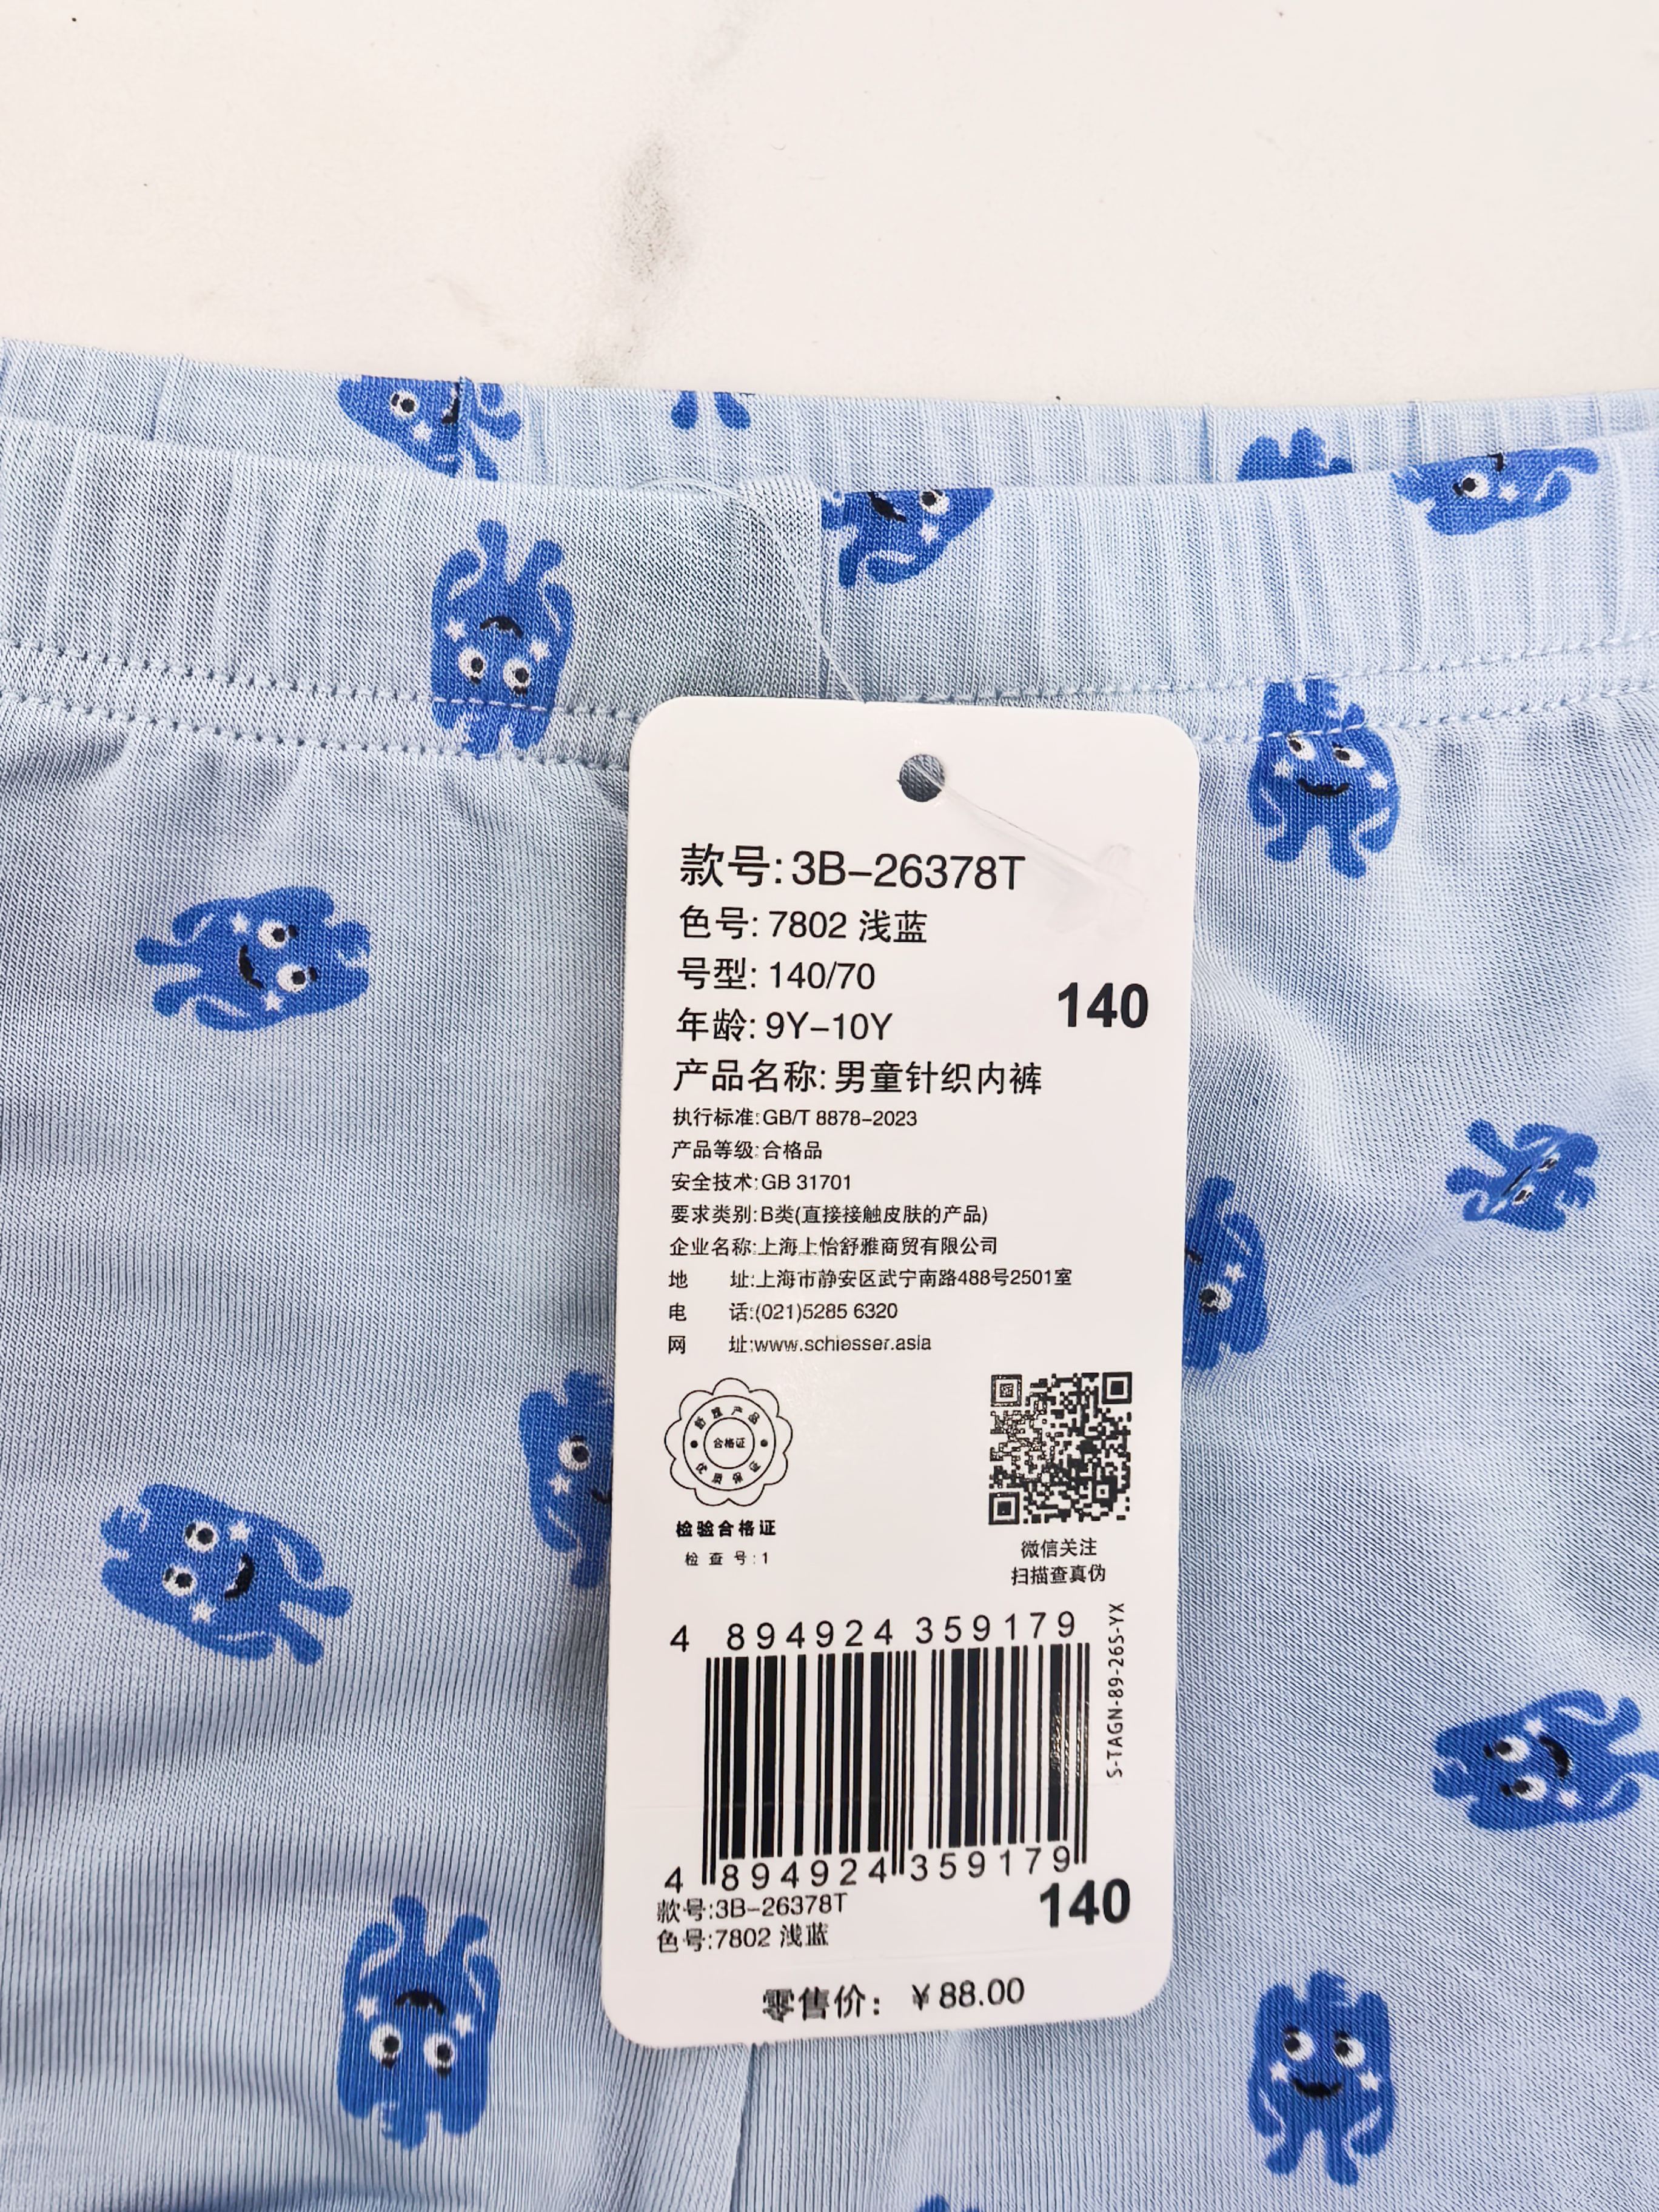 款号:3B-26378T
色号: 7802 浅蓝
号型: 140/70
140
年龄: 9Y-10Y
产品名称: 男童针织内裤
执行标准:GB/T 8878-2023
产品等级:合格品
安全技术:GB 31701
要求类别:B类(直接接触皮肤的产品)
企业名称:上海上怡舒雅商贸有限公司
地 址:上海市静安区武宁南路488号2501室
电 话:(021)5285 6320
网 址:www.schiesser.asia
合格证
优质保证
检验合格证
检 查 号:1
微信关注
扫描查真伪
4 894924 359179
S-TAGN-89-26S-YX
4 894924 359179
款号:3B-26378T
色号:7802 浅蓝
140
零售价: ¥88.00